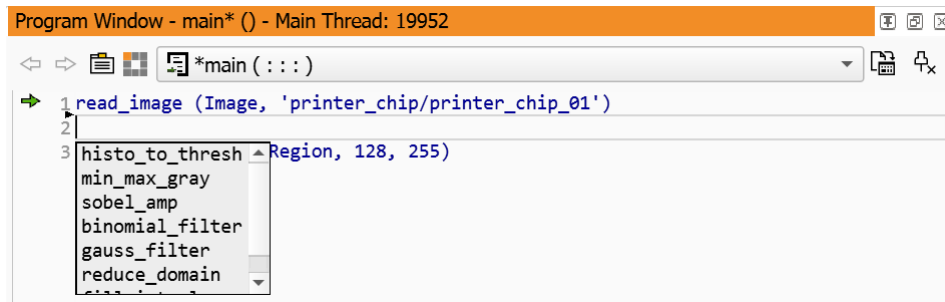 Program Window - main* () - Main Thread: 19952
*main ( : : : )
1 read_image (Image, 'printer_chip/printer_chip_01')
2
3 Region, 128, 255)
histo_to_thresh
min_max_gray
sobel_amp
binomial_filter
gauss_filter
reduce_domain